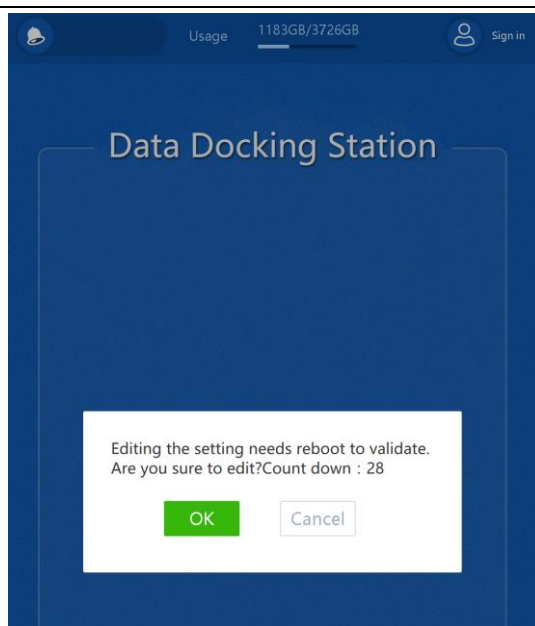 Usage 1183GB/3726GB Sign in
Data Docking Station
Editing the setting needs reboot to validate.
Are you sure to edit?Count down : 28
OK Cancel